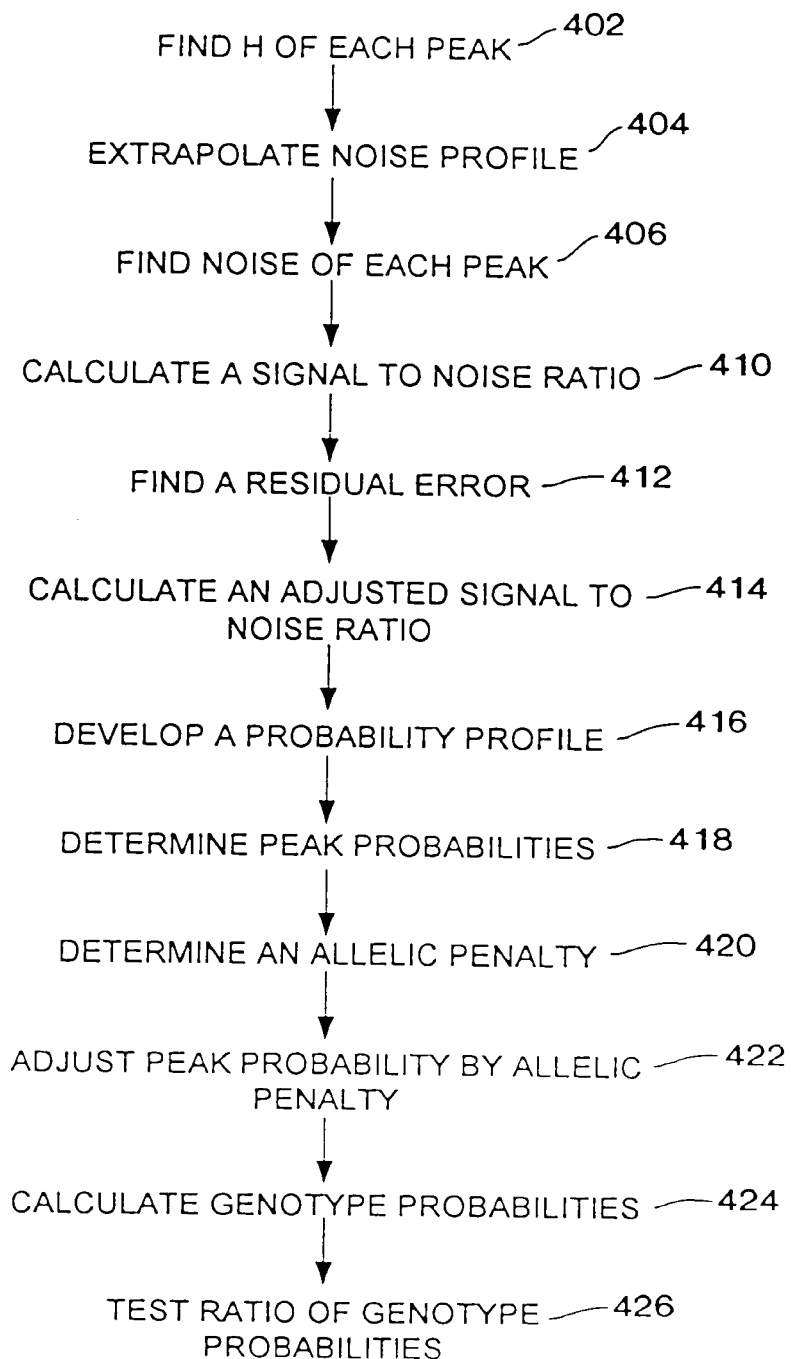 FIND H OF EACH PEAK 402
EXTRAPOLATE NOISE PROFILE 404
FIND NOISE OF EACH PEAK 406
CALCULATE A SIGNAL TO NOISE RATIO 410
FIND A RESIDUAL ERROR 412
CALCULATE AN ADJUSTED SIGNAL TO 414
NOISE RATIO
DEVELOP A PROBABILITY PROFILE 416
DETERMINE PEAK PROBABILITIES 418
DETERMINE AN ALLELIC PENALTY 420
ADJUST PEAK PROBABILITY BY ALLELIC 422
PENALTY
CALCULATE GENOTYPE PROBABILITIES 424
TEST RATIO OF GENOTYPE 426
PROBABILITIES